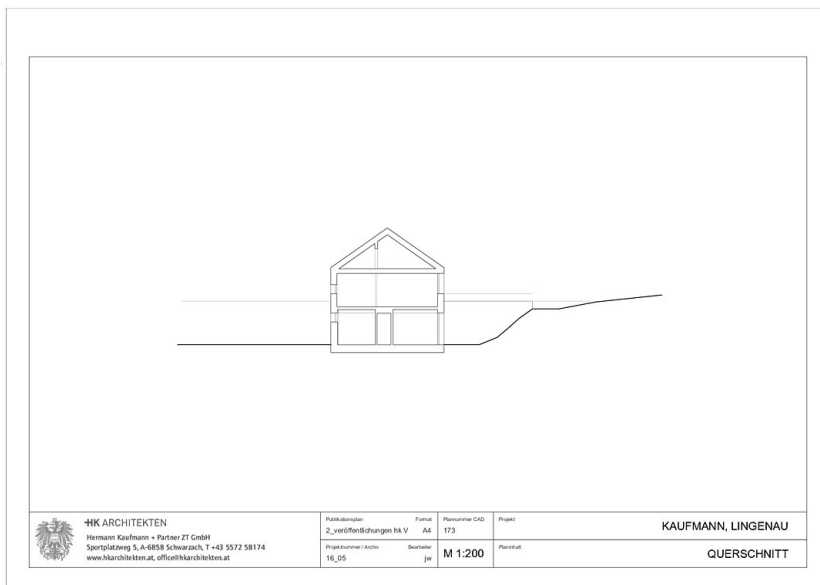 HK ARCHITEKTEN
Hermann Kaufmann + Partner ZT GmbH
Sportplatzweg 5, A-6858 Schwarzach, T +43 5572 58174
www.hkarchitekten.at, office@hkarchitekten.at
Publikationsplan Format
2_veröffentlichungen hk V A4
Projektnummer / Archiv Bearbeiter
16_05 jw
Plannummer CAD
173
M 1:200
Projekt
KAUFMANN, LINGENAU
Planinhalt
QUERSCHNITT